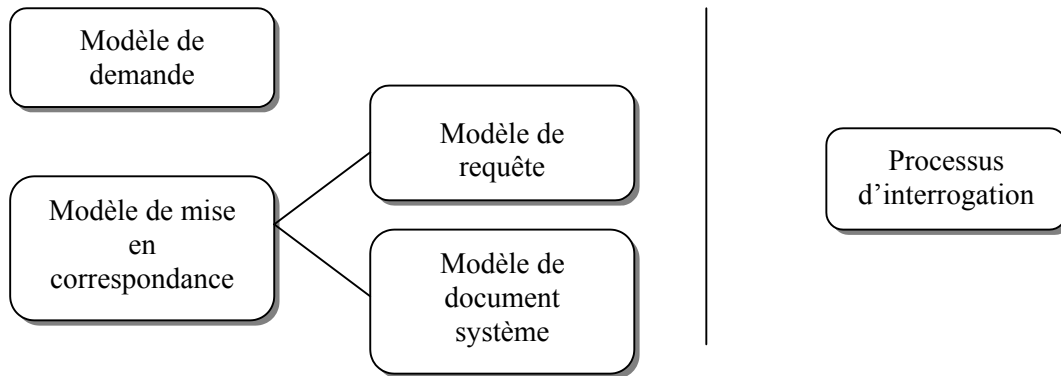 Modèle de
demande
Modèle de
requête
Modèle de mise
en
correspondance
Modèle de
document
système
Processus
d’interrogation